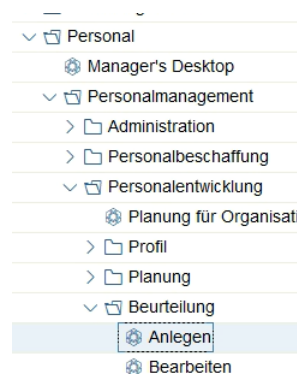 Personal
Manager's Desktop
Personalmanagement
Administration
Personalbeschaffung
Personalentwicklung
Planung für Organisati
Profil
Planung
Beurteilung
Anlegen
Bearbeiten